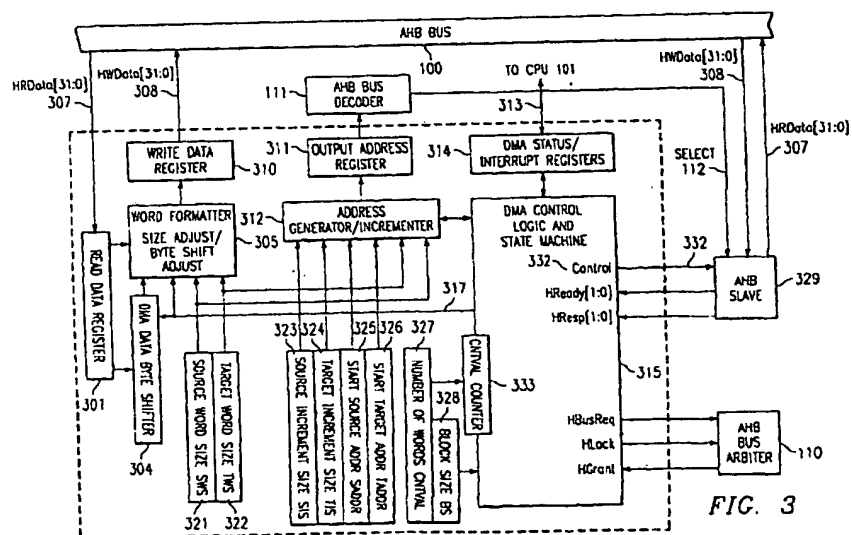 AHB BUS
100
HRData[31:0]
307
HWData[31:0]
308
111
AHB BUS
DECODER
TO CPU 101
313
HWData[31:0]
308
HRData[31:0]
307
SELECT
112
WRITE DATA
REGISTER
310
311
OUTPUT ADDRESS
REGISTER
314
DMA STATUS/
INTERRUPT REGISTERS
WORD FORMATTER
SIZE ADJUST/
BYTE SHIFT
ADJUST
305
312
ADDRESS
GENERATOR/INCREMENTER
DMA CONTROL
LOGIC AND
STATE MACHINE
332
Control
332
HReady[1:0]
HResp[1:0]
AHB
SLAVE
329
READ DATA REGISTER
301
DMA DATA BYTE SHIFTER
304
317
SOURCE WORD SIZE SWS
321
TARGET WORD SIZE TWS
322
323
324
325
326
327
328
SOURCE INCREMENT SIZE SIS
TARGET INCREMENT SIZE TIS
START SOURCE ADDR SADDR
START TARGET ADDR TADDR
NUMBER OF WORDS CNTVAL
BLOCK SIZE BS
CNTVAL COUNTER
333
315
HBusReq
HLock
HGrant
AHB
BUS
ARBITER
110
FIG. 3